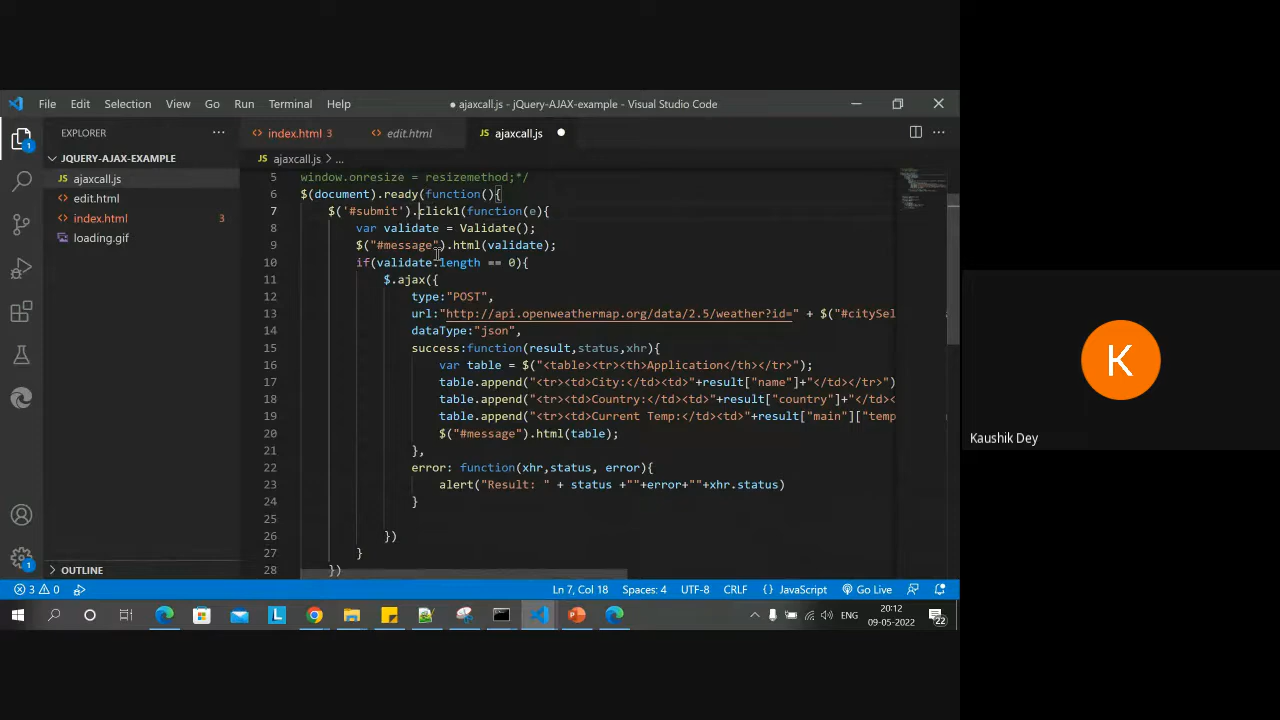 File Edit Selection View Go Run Terminal Help
● ajaxcall.js - jQuery-AJAX-example - Visual Studio Code
EXPLORER
index.html 3
edit.html
ajaxcall.js
JQUERY-AJAX-EXAMPLE
ajaxcall.js
edit.html
index.html 3
loading.gif
ajaxcall.js > ...
5 window.onresize = resizemethod;*/
6 $(document).ready(function(){
7 $('#submit').click1(function(e){
8 var validate = Validate();
9 $("#message").html(validate);
10 if(validate.length == 0){
11 $.ajax({
12 type:"POST",
13 url:"http://api.openweathermap.org/data/2.5/weather?id=" + $("#citySel
14 dataType:"json",
15 success:function(result,status,xhr){
16 var table = $("<table><tr><th>Application</th></tr>");
17 table.append("<tr><td>City:</td><td>"+result["name"]+"</td></tr>")
18 table.append("<tr><td>Country:</td><td>"+result["country"]+"</td><
19 table.append("<tr><td>Current Temp:</td><td>"+result["main"]["temp
20 $("#message").html(table);
21 },
22 error: function(xhr,status, error){
23 alert("Result: " + status +""+error+""+xhr.status)
24 }
25
26 })
27 }
28 })
OUTLINE
1
1
3 0
Ln 7, Col 18 Spaces: 4 UTF-8 CRLF {} JavaScript Go Live
ENG
20:12
09-05-2022
22
K
Kaushik Dey